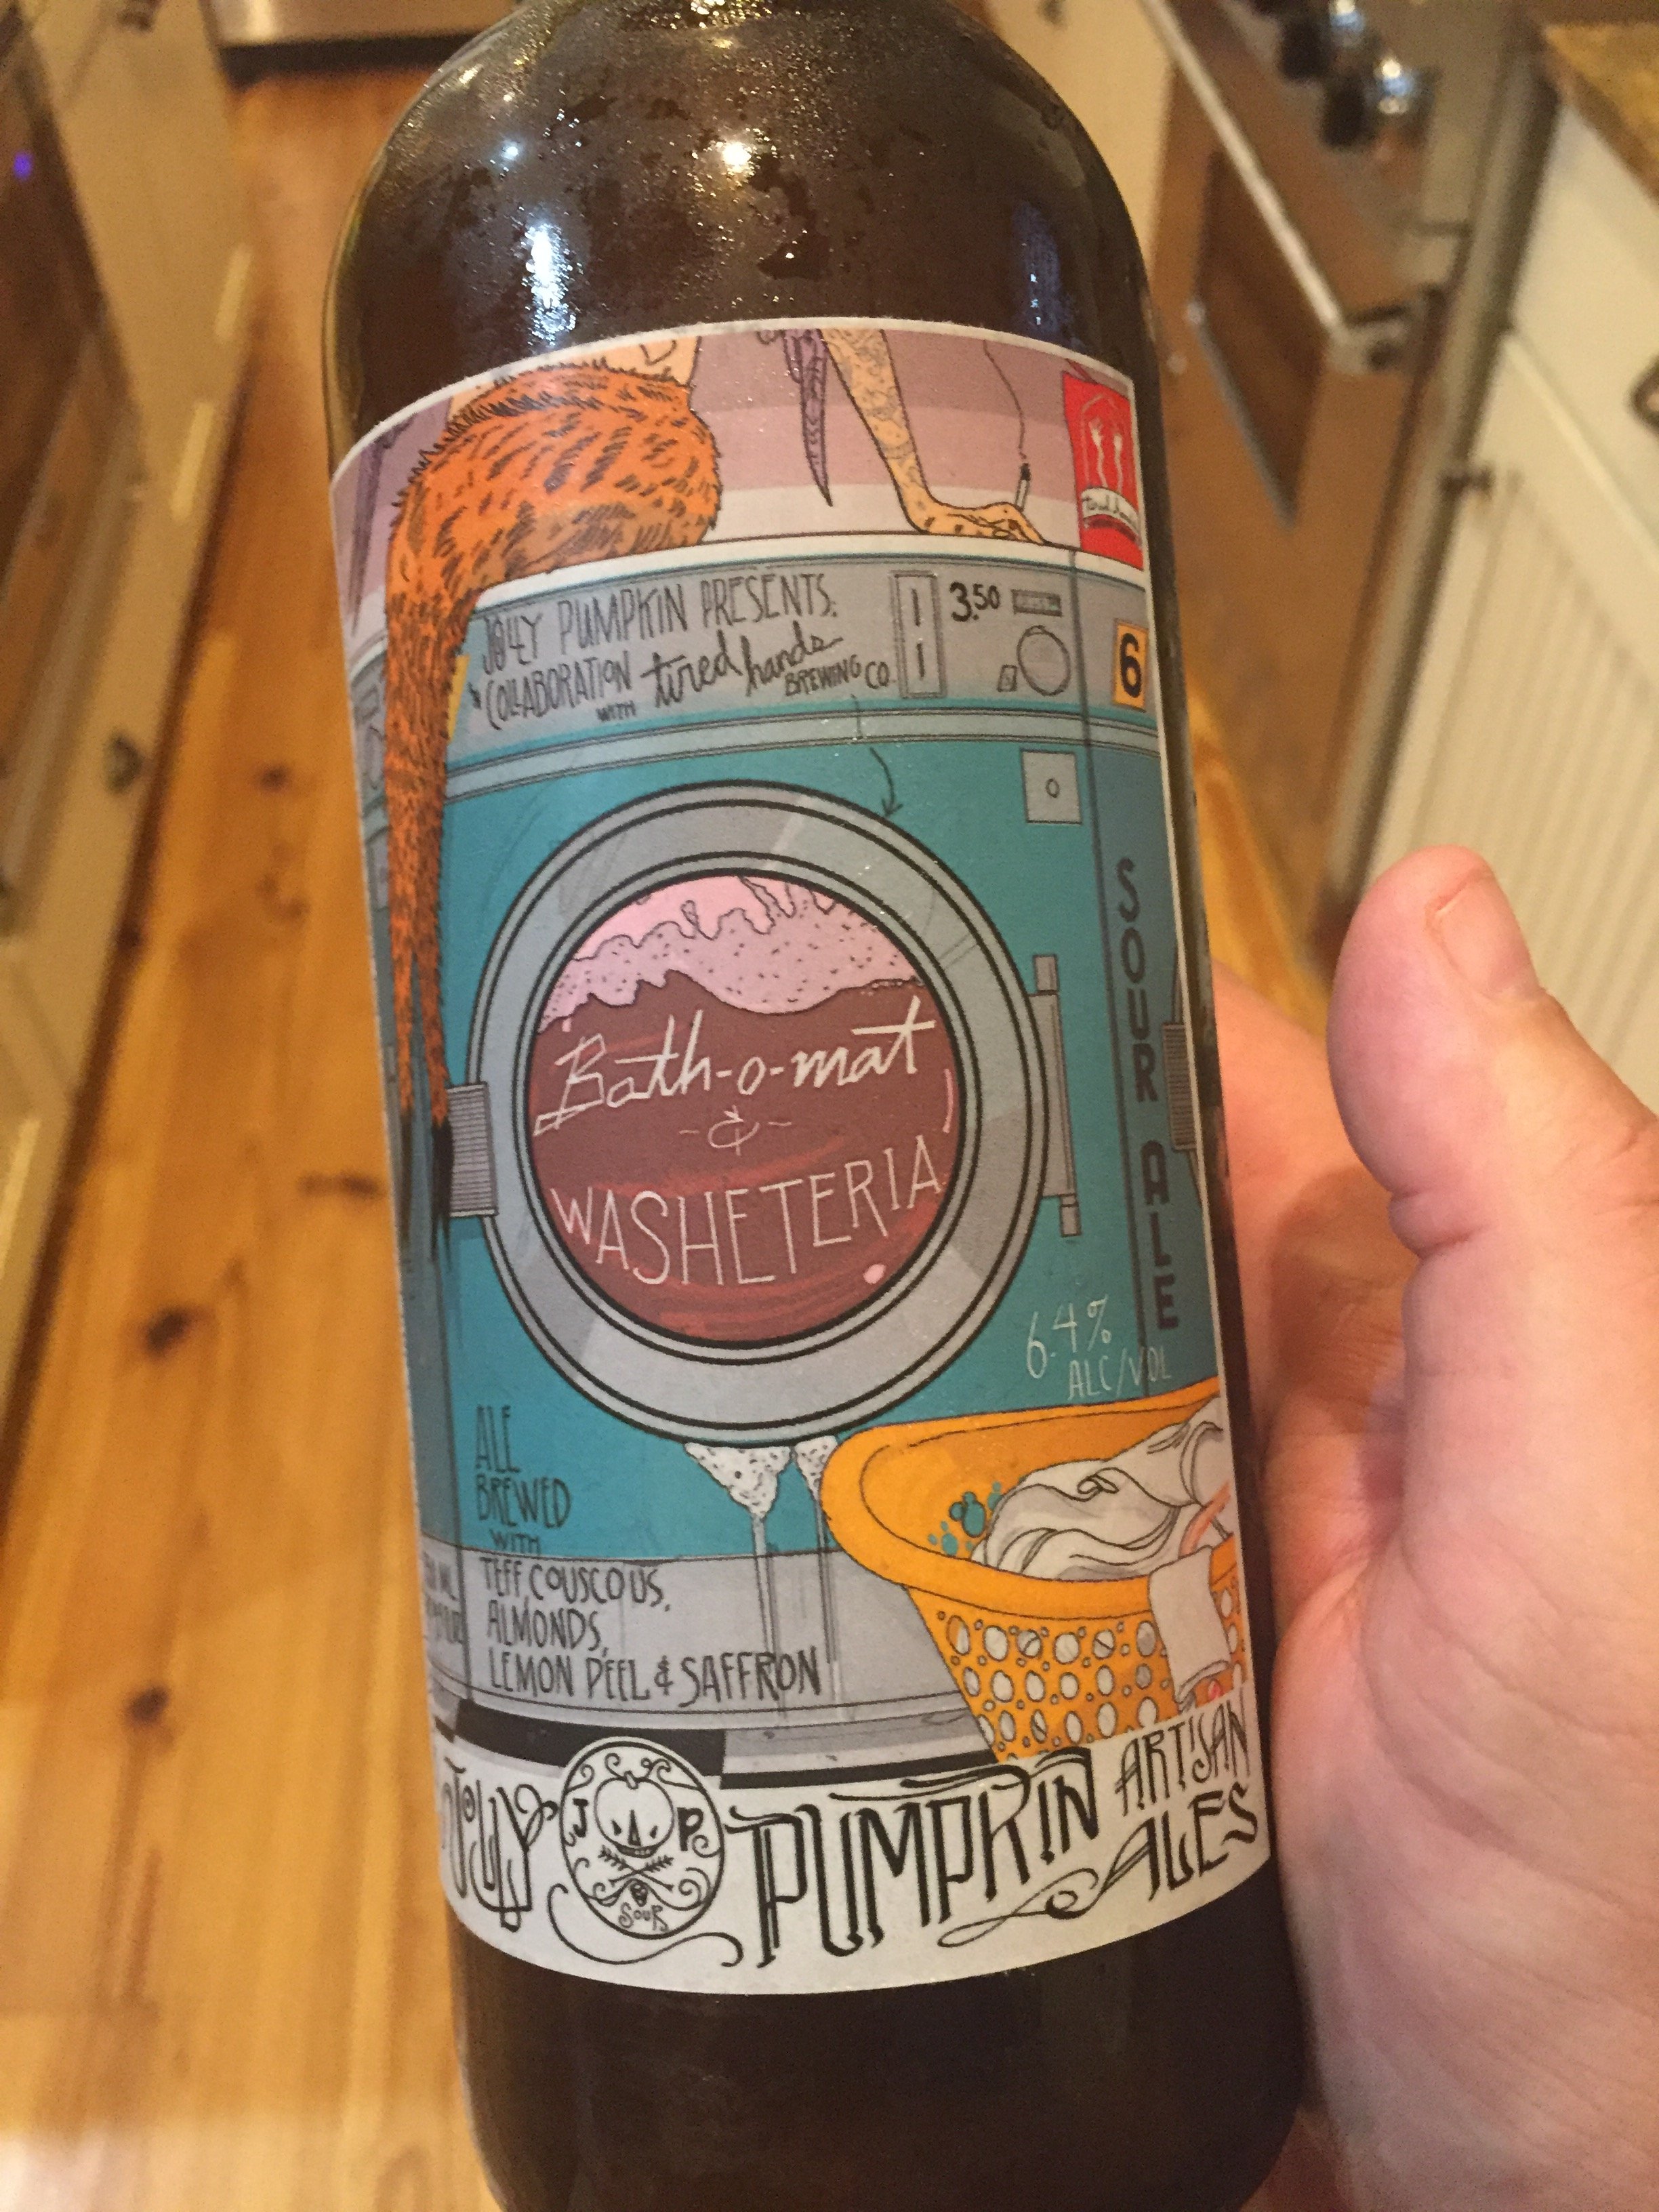 JOLLY PUMPKIN PRESENTS:
COLLABORATION
WITH
tired hands
BREWING CO.
3.50
6
Bath-o-mat
&
WASHETERIA
SOUR ALE
6.4%
ALC/VOL
ALE
BREWED
WITH
TEFF COUSCOUS,
ALMONDS,
LEMON PEEL & SAFFRON
JOLLY PUMPKIN ARTISAN ALES
J P
SOUR